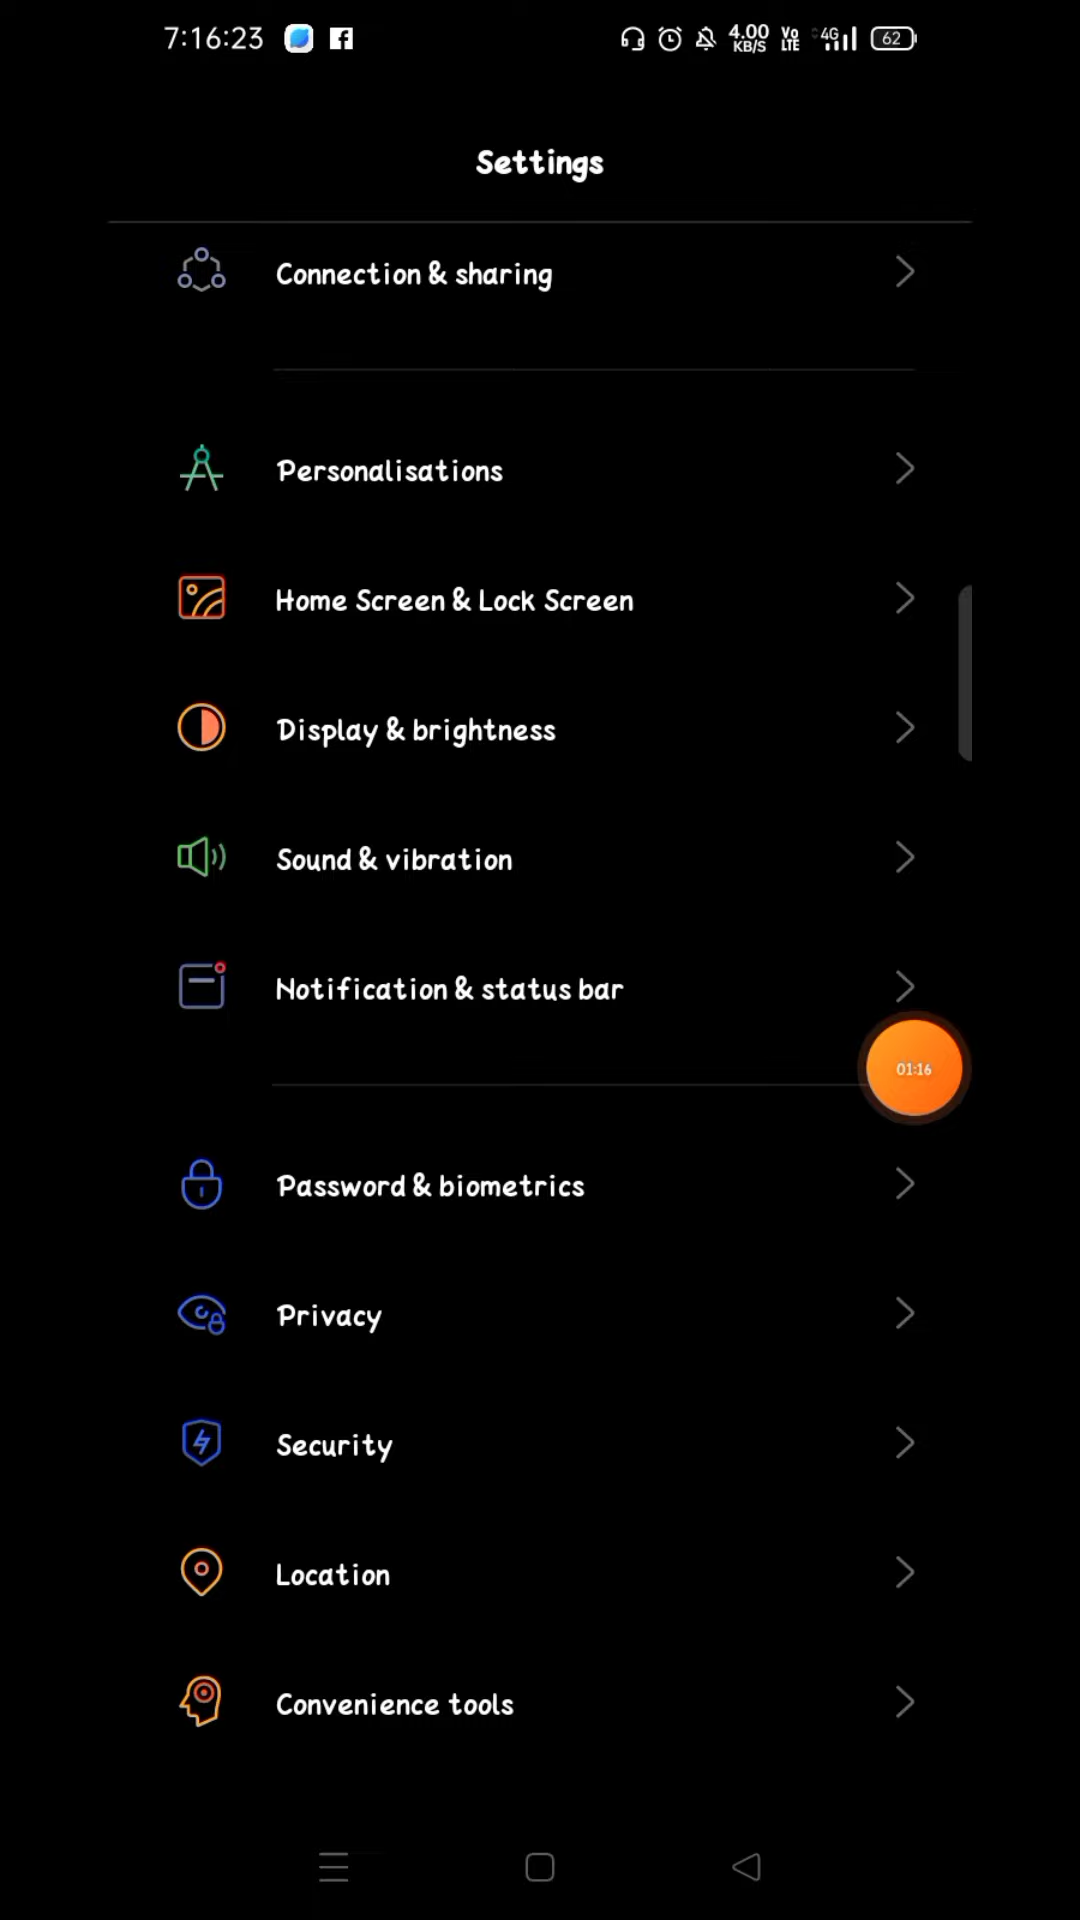 7:16:23 4.00 KB/S Vo LTE 4G 62
Settings
Connection & sharing
Personalisations
Home Screen & Lock Screen
Display & brightness
Sound & vibration
Notification & status bar
01:16
Password & biometrics
Privacy
Security
Location
Convenience tools